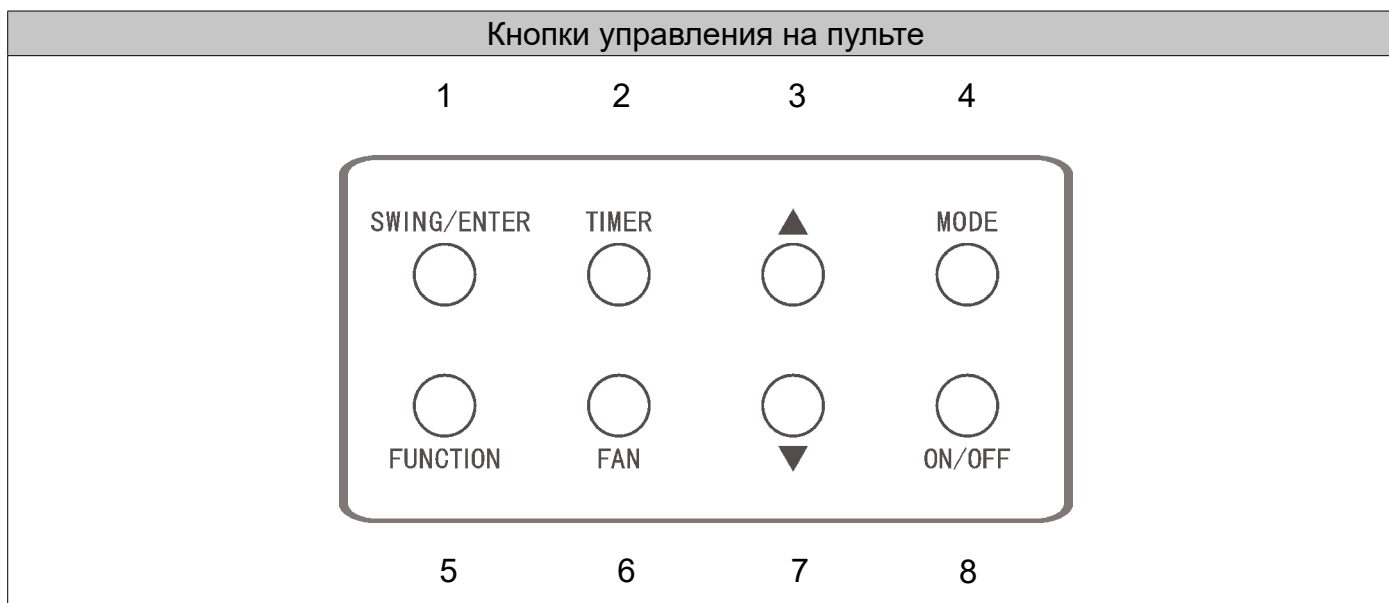 Кнопки управления на пульте
1 2 3 4
SWING/ENTER TIMER ▲ MODE
FUNCTION FAN ▼ ON/OFF
5 6 7 8